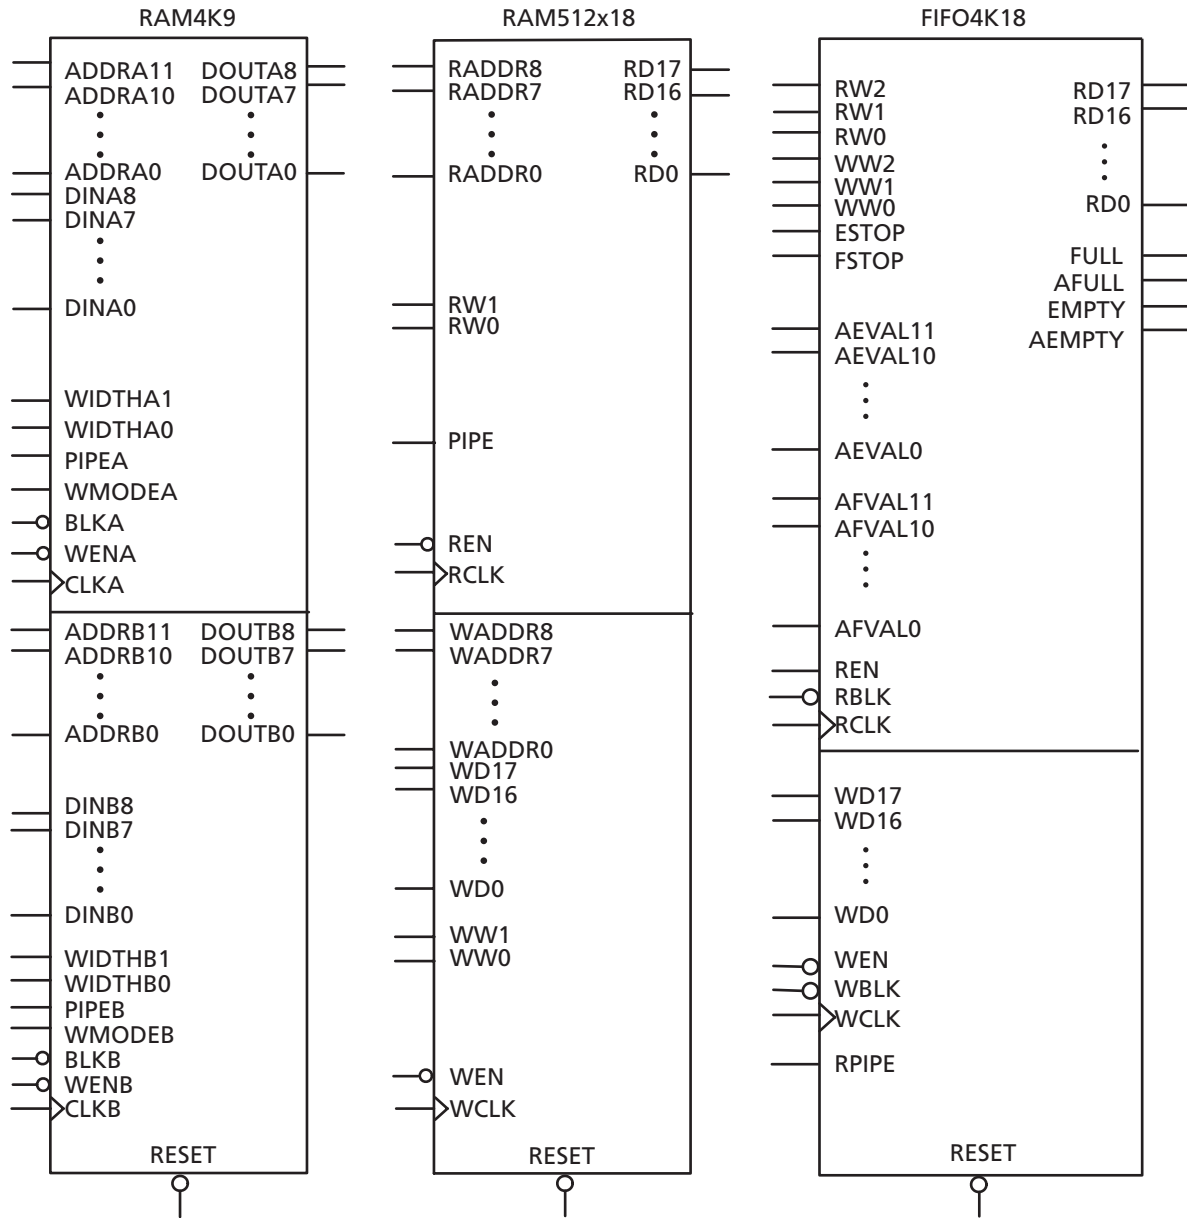 RAM4K9
ADDRA11 DOUTA8
ADDRA10 DOUTA7
ADDRA0 DOUTA0
DINA8
DINA7
DINA0
WIDTHA1
WIDTHA0
PIPEA
WMODEA
BLKA
WENA
CLKA
ADDRB11 DOUTB8
ADDRB10 DOUTB7
ADDRB0 DOUTB0
DINB8
DINB7
DINB0
WIDTHB1
WIDTHB0
PIPEB
WMODEB
BLKB
WENB
CLKB
RESET
RAM512x18
RADDR8 RD17
RADDR7 RD16
RADDR0 RD0
RW1
RW0
PIPE
REN
RCLK
WADDR8
WADDR7
WADDR0
WD17
WD16
WD0
WW1
WW0
WEN
WCLK
RESET
FIFO4K18
RW2 RD17
RW1 RD16
RW0
WW2
WW1
WW0 RD0
ESTOP
FSTOP FULL
AFULL
EMPTY
AEVAL11 AEMPTY
AEVAL10
AEVAL0
AFVAL11
AFVAL10
AFVAL0
REN
RBLK
RCLK
WD17
WD16
WD0
WEN
WBLK
WCLK
RPIPE
RESET